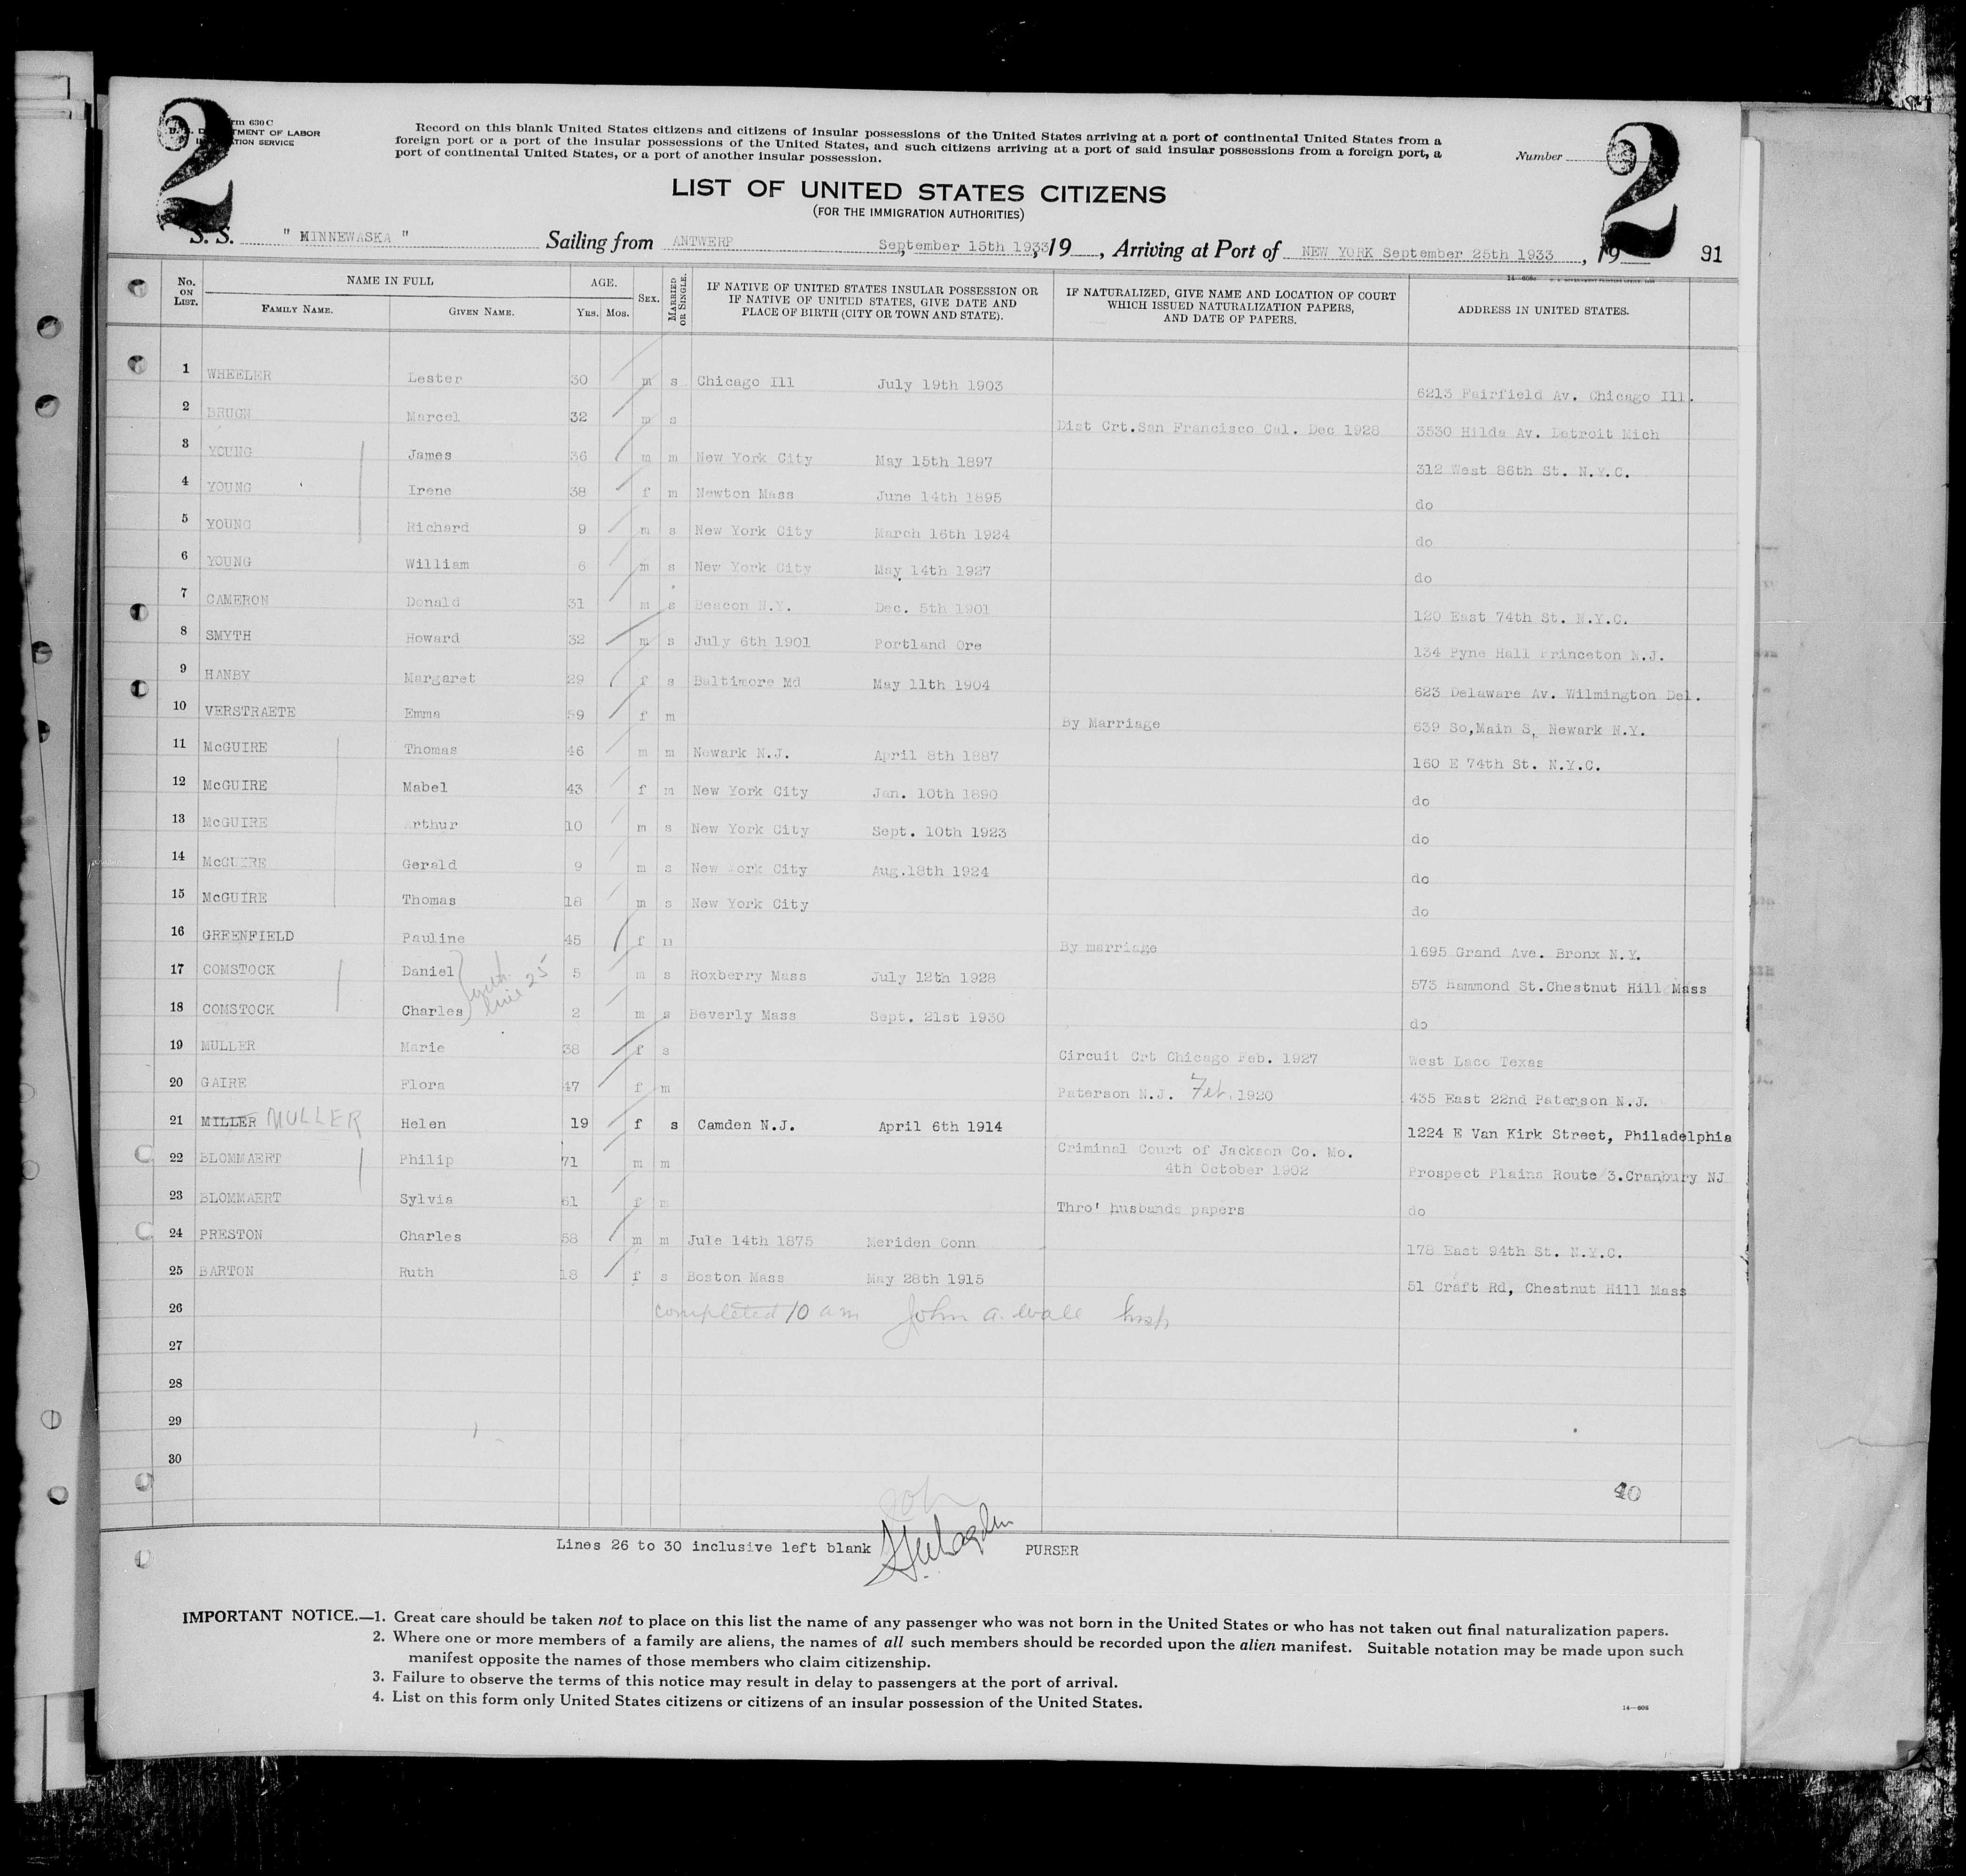 2 2
rm 630 C
TMENT OF LABOR
TION SERVICE
Record on this blank United States citizens and citizens of insular possessions of the United States arriving at a port of continental United States from a
foreign port or a port of the insular possessions of the United States, and such citizens arriving at a port of said insular possessions from a foreign port, a
port of continental United States, or a port of another insular possession.
Number
LIST OF UNITED STATES CITIZENS
(FOR THE IMMIGRATION AUTHORITIES)
S. S. " MINNEWASKA " Sailing from ANTWERP September 15th 1933, 19 , Arriving at Port of NEW YORK September 25th 1933 , 19 91
No. ON LIST. NAME IN FULL FAMILY NAME. GIVEN NAME. AGE. Yrs. Mos. Sex. MARRIED OR SINGLE. IF NATIVE OF UNITED STATES INSULAR POSSESSION OR IF NATIVE OF UNITED STATES, GIVE DATE AND PLACE OF BIRTH (CITY OR TOWN AND STATE). IF NATURALIZED, GIVE NAME AND LOCATION OF COURT WHICH ISSUED NATURALIZATION PAPERS, AND DATE OF PAPERS. ADDRESS IN UNITED STATES.
1 WHEELER Lester 30 m s Chicago Ill July 19th 1903 6213 Fairfield Av. Chicago Ill.
2 Marcel 32 m s Dist Crt.San Francisco Cal. Dec 1928 3530 Hilda Av. Detroit Mich
3 YOUNG James 36 m m New York City May 15th 1897 312 West 86th St. N.Y.C.
4 YOUNG Irene 38 f m Newton Mass June 14th 1895 do
5 YOUNG Richard 9 m s New York City March 16th 1924 do
6 YOUNG William 6 m s New York City May 14th 1927 do
7 CAMERON Donald 31 m s Beacon N.Y. Dec. 5th 1901 120 East 74th St. N.Y.C.
8 SMYTH Howard 32 m s July 6th 1901 Portland Ore 134 Pyne Hall Princeton N.J.
9 HANBY Margaret 29 f s Baltimore Md May 11th 1904 623 Delaware Av. Wilmington Del.
10 VERSTRAETE Emma 59 f m By Marriage 639 So,Main S, Newark N.Y.
11 McGUIRE Thomas 46 m m Newark N.J. April 8th 1887 160 E 74th St. N.Y.C.
12 McGUIRE Mabel 43 f m New York City Jan. 10th 1890 do
13 McGUIRE Arthur 10 m s New York City Sept. 10th 1923 do
14 McGUIRE Gerald 9 m s New York City Aug.18th 1924 do
15 McGUIRE Thomas 18 m s New York City do
16 GREENFIELD Pauline 45 f m By marriage 1695 Grand Ave. Bronx N.Y.
17 COMSTOCK Daniel with line 25 5 m s Roxberry Mass July 12th 1928 573 Hammond St.Chestnut Hill Mass
18 COMSTOCK Charles 2 m s Beverly Mass Sept. 21st 1930 do
19 MULLER Marie 38 f s Circuit Crt Chicago Feb. 1927 West Laco Texas
20 GAIRE Flora 47 f m Paterson N.J. Feb. 1920 435 East 22nd Paterson N.J.
21 MILLER MULLER Helen 19 f s Camden N.J. April 6th 1914 1224 E Van Kirk Street, Philadelphia
22 BLOMMAERT Philip 71 m m Criminal Court of Jackson Co. Mo. 4th October 1902 Prospect Plains Route 3.Cranbury NJ
23 BLOMMAERT Sylvia 61 f m Thro' husbands papers do
24 PRESTON Charles 58 m m Jule 14th 1875 Meriden Conn 178 East 94th St. N.Y.C.
25 BARTON Ruth 18 f s Boston Mass May 28th 1915 51 Craft Rd, Chestnut Hill Mass
26 completed 10 am John A. Wall Insp
27
28
29
30
Lines 26 to 30 inclusive left blank PURSER
IMPORTANT NOTICE.—1. Great care should be taken not to place on this list the name of any passenger who was not born in the United States or who has not taken out final naturalization papers.
2. Where one or more members of a family are aliens, the names of all such members should be recorded upon the alien manifest. Suitable notation may be made upon such
manifest opposite the names of those members who claim citizenship.
3. Failure to observe the terms of this notice may result in delay to passengers at the port of arrival.
4. List on this form only United States citizens or citizens of an insular possession of the United States.
14—608